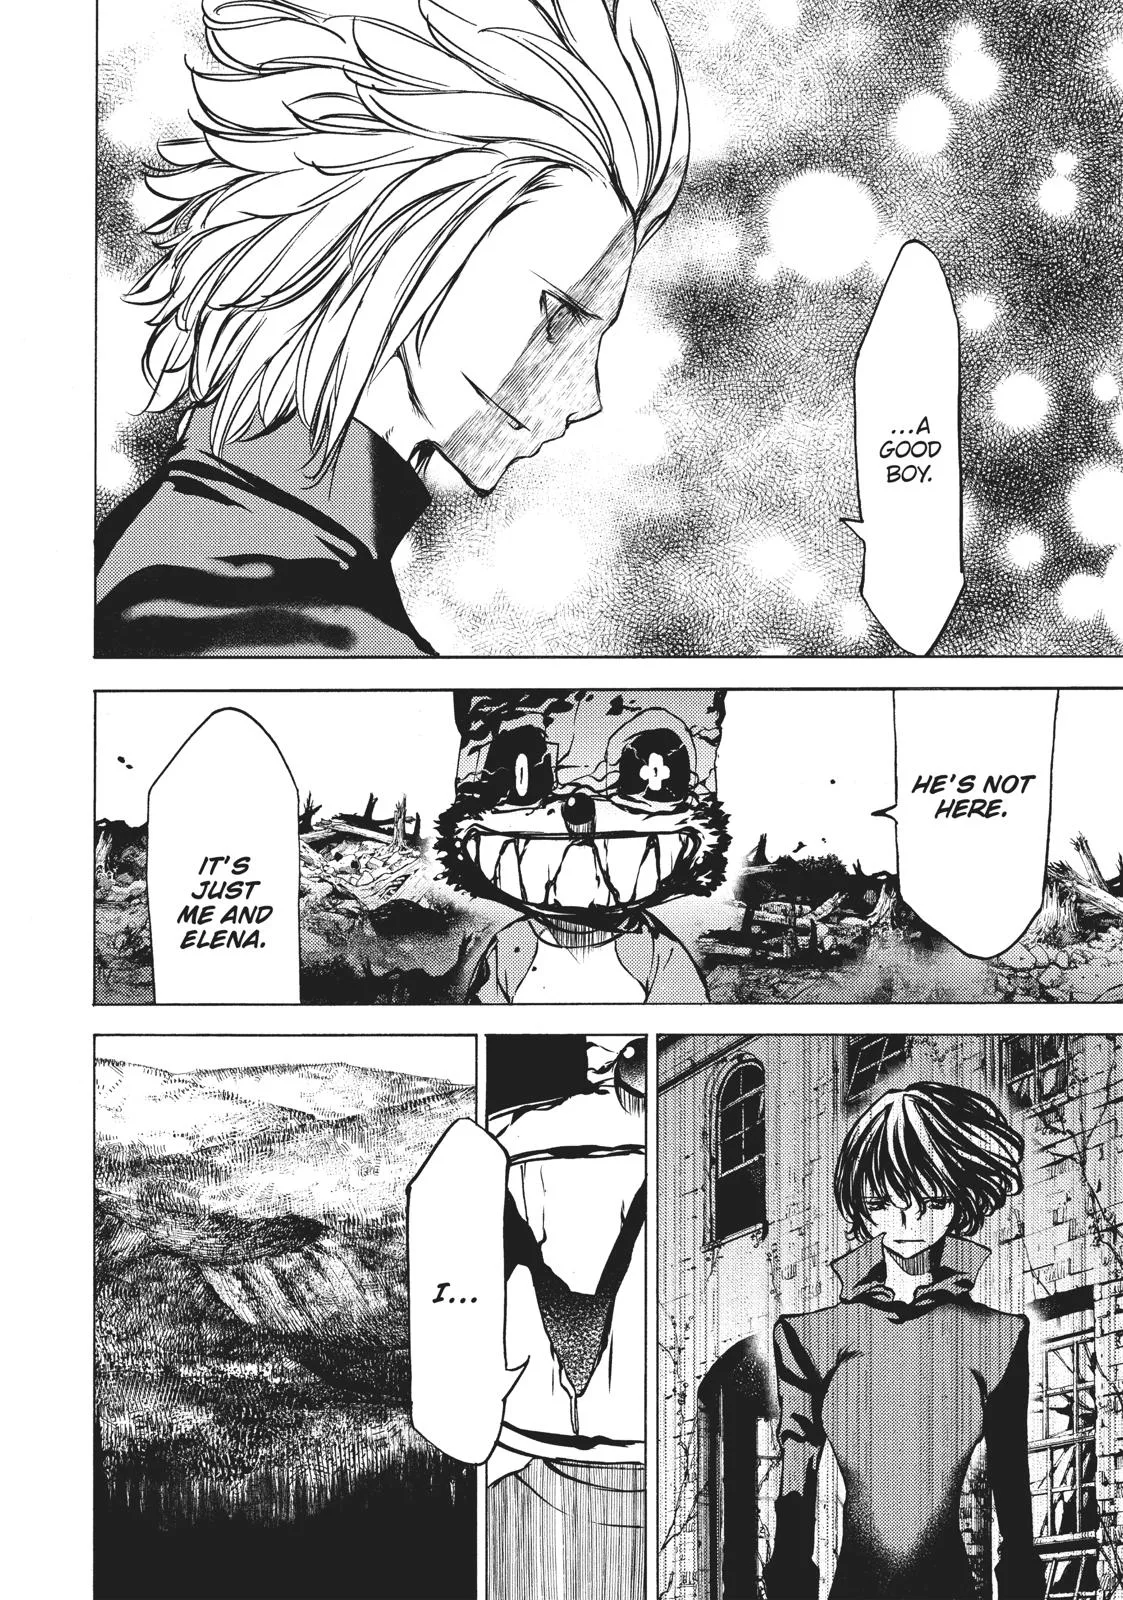 ...A
GOOD
BOY.
HE'S NOT
HERE.
IT'S
JUST
ME AND
ELENA.
I...